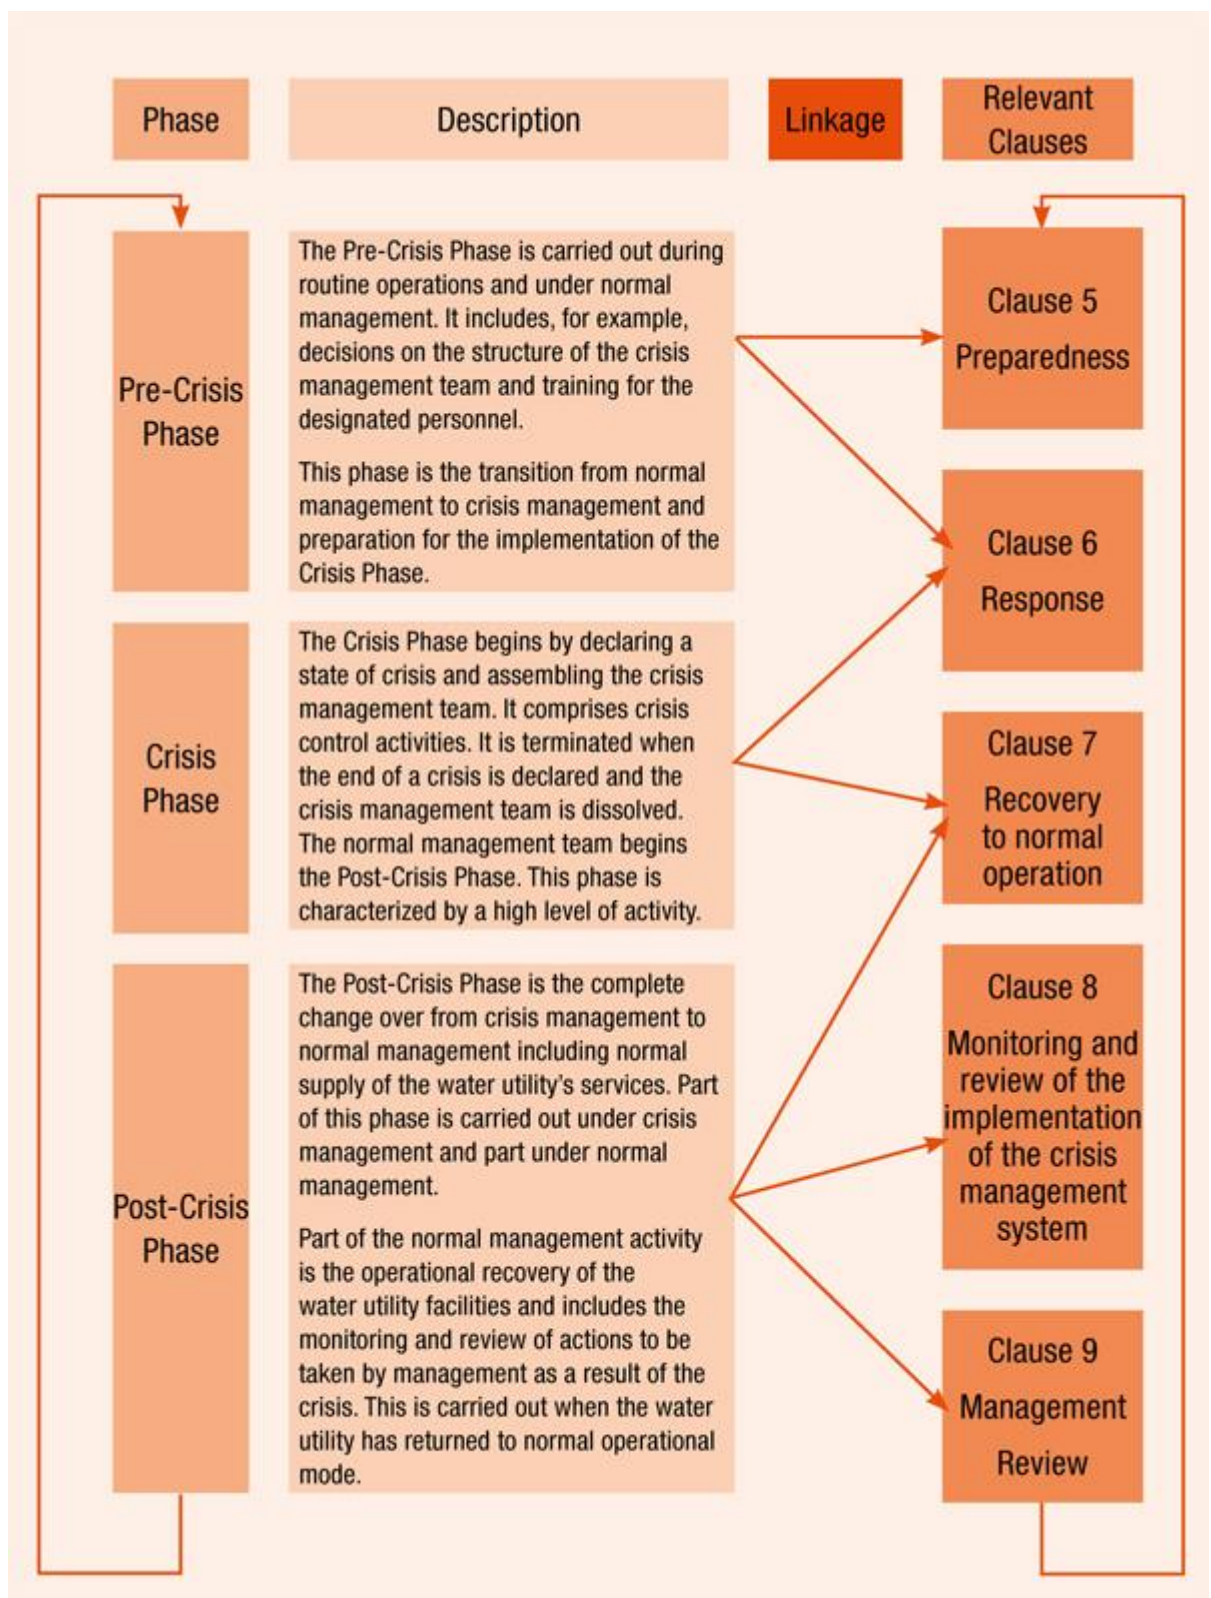 Phase
Description
Linkage
Relevant
Clauses
Pre-Crisis
Phase
The Pre-Crisis Phase is carried out during
routine operations and under normal
management. It includes, for example,
decisions on the structure of the crisis
management team and training for the
designated personnel.
This phase is the transition from normal
management to crisis management and
preparation for the implementation of the
Crisis Phase.
Clause 5
Preparedness
Clause 6
Response
Crisis
Phase
The Crisis Phase begins by declaring a
state of crisis and assembling the crisis
management team. It comprises crisis
control activities. It is terminated when
the end of a crisis is declared and the
crisis management team is dissolved.
The normal management team begins
the Post-Crisis Phase. This phase is
characterized by a high level of activity.
Clause 7
Recovery
to normal
operation
Post-Crisis
Phase
The Post-Crisis Phase is the complete
change over from crisis management to
normal management including normal
supply of the water utility's services. Part
of this phase is carried out under crisis
management and part under normal
management.
Part of the normal management activity
is the operational recovery of the
water utility facilities and includes the
monitoring and review of actions to be
taken by management as a result of the
crisis. This is carried out when the water
utility has returned to normal operational
mode.
Clause 8
Monitoring and
review of the
implementation
of the crisis
management
system
Clause 9
Management
Review